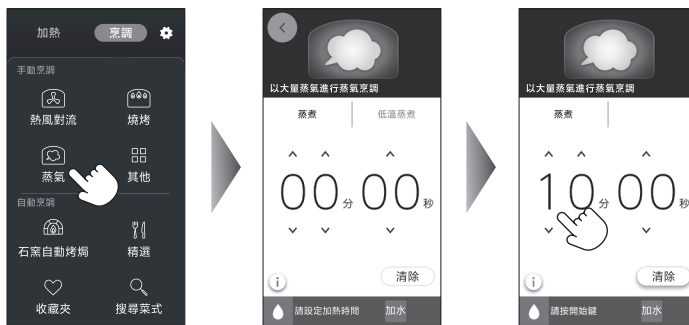 加熱 烹調
手動烹調
熱風對流 燒烤
蒸氣 其他
自動烹調
石窯自動烤焗 精選
收藏夾 搜尋菜式
以大量蒸氣進行蒸氣烹調
蒸煮 低溫蒸煮
00分00秒
i 清除
請設定加熱時間 加水
以大量蒸氣進行蒸氣烹調
蒸煮
10分00秒
i 清除
請按開始鍵 加水